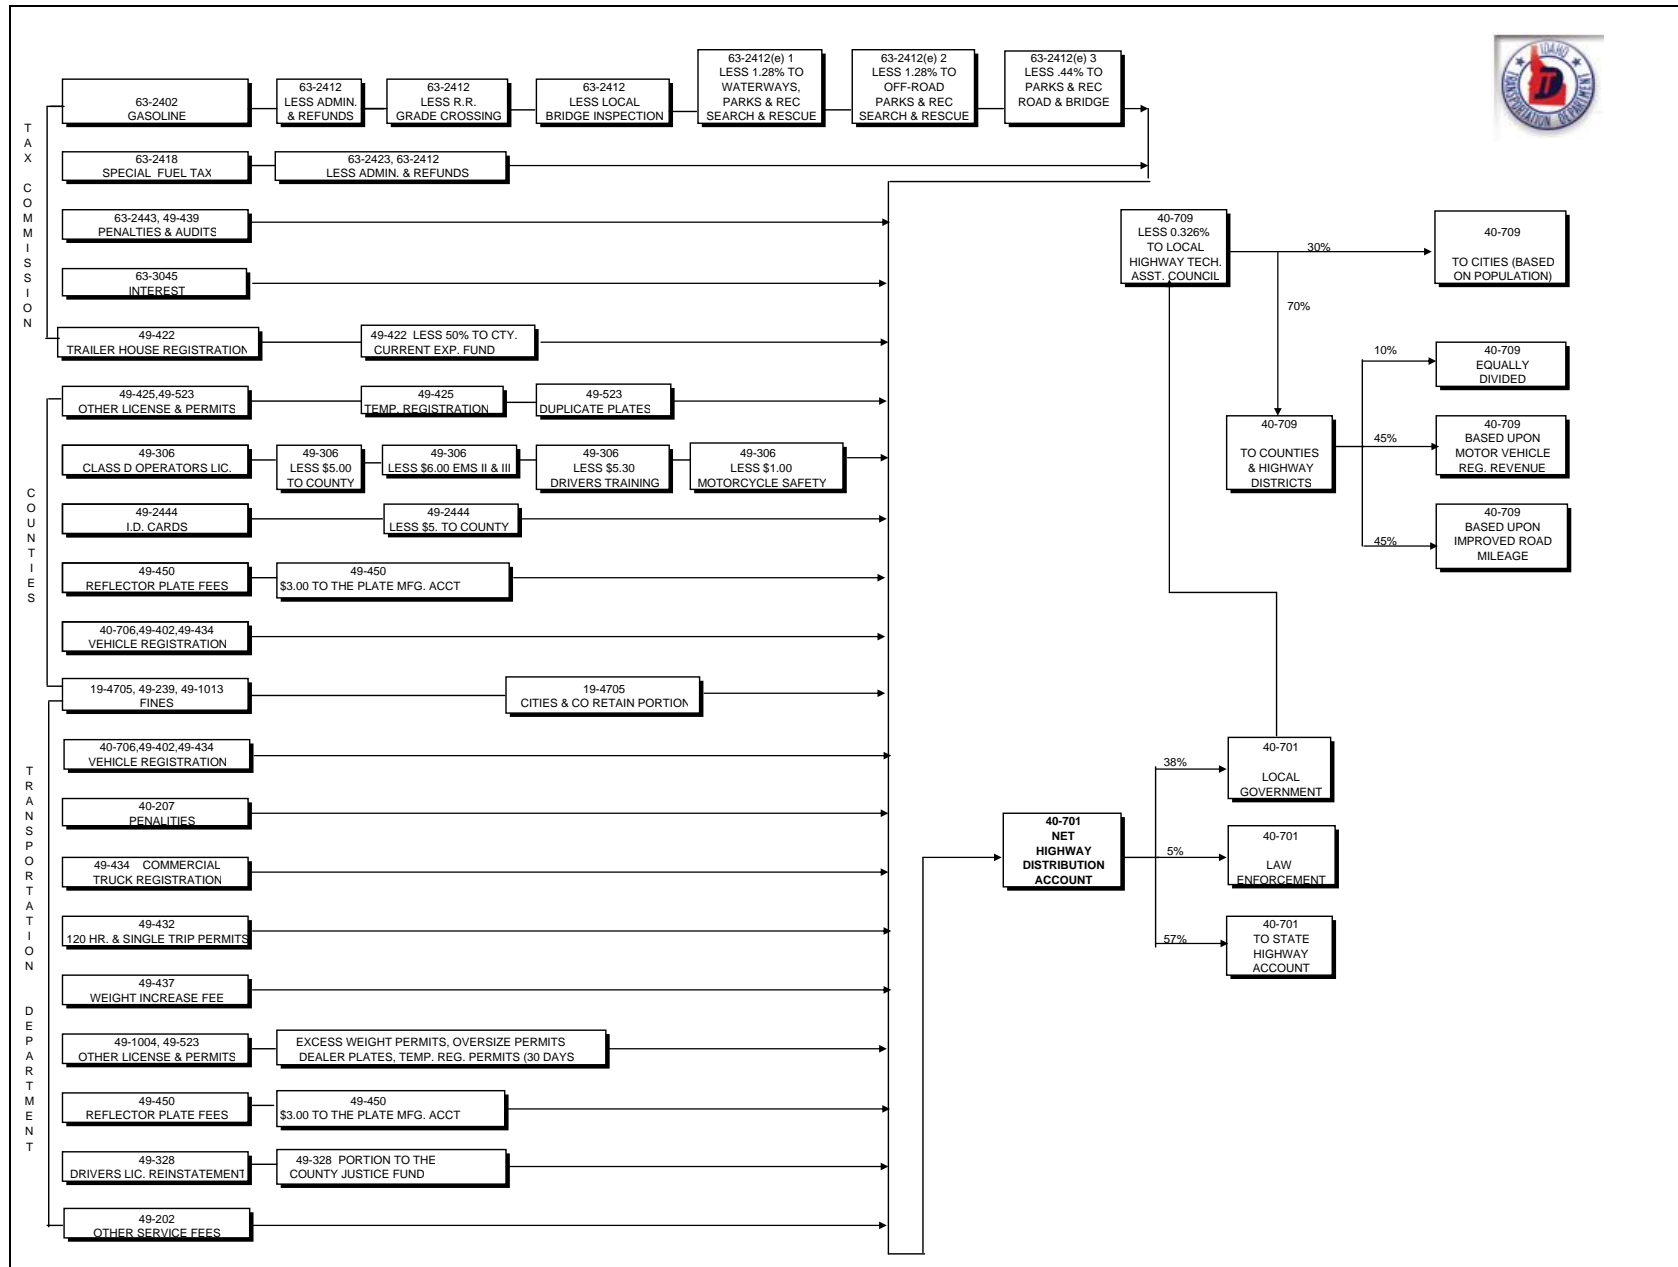 IDAHO
TRANSPORTATION DEPARTMENT
TAX COMMISSION
63-2402
GASOLINE
63-2412
LESS ADMIN.
& REFUNDS
63-2412
LESS R.R.
GRADE CROSSING
63-2412
LESS LOCAL
BRIDGE INSPECTION
63-2412(e) 1
LESS 1.28% TO
WATERWAYS,
PARKS & REC
SEARCH & RESCUE
63-2412(e) 2
LESS 1.28% TO
OFF-ROAD
PARKS & REC
SEARCH & RESCUE
63-2412(e) 3
LESS .44% TO
PARKS & REC
ROAD & BRIDGE
63-2418
SPECIAL FUEL TAX
63-2423, 63-2412
LESS ADMIN. & REFUNDS
63-2443, 49-439
PENALTIES & AUDITS
63-3045
INTEREST
49-422
TRAILER HOUSE REGISTRATION
49-422 LESS 50% TO CTY.
CURRENT EXP. FUND
COUNTIES
49-425,49-523
OTHER LICENSE & PERMITS
49-425
TEMP. REGISTRATION
49-523
DUPLICATE PLATES
49-306
CLASS D OPERATORS LIC.
49-306
LESS $5.00
TO COUNTY
49-306
LESS $6.00 EMS II & III
49-306
LESS $5.30
DRIVERS TRAINING
49-306
LESS $1.00
MOTORCYCLE SAFETY
49-2444
I.D. CARDS
49-2444
LESS $5. TO COUNTY
49-450
REFLECTOR PLATE FEES
49-450
$3.00 TO THE PLATE MFG. ACCT
40-706,49-402,49-434
VEHICLE REGISTRATION
19-4705, 49-239, 49-1013
FINES
19-4705
CITIES & CO RETAIN PORTION
TRANSPORTATION DEPARTMENT
40-706,49-402,49-434
VEHICLE REGISTRATION
40-207
PENALITIES
49-434 COMMERCIAL
TRUCK REGISTRATION
49-432
120 HR. & SINGLE TRIP PERMITS
49-437
WEIGHT INCREASE FEE
49-1004, 49-523
OTHER LICENSE & PERMITS
EXCESS WEIGHT PERMITS, OVERSIZE PERMITS
DEALER PLATES, TEMP. REG. PERMITS (30 DAYS
49-450
REFLECTOR PLATE FEES
49-450
$3.00 TO THE PLATE MFG. ACCT
49-328
DRIVERS LIC. REINSTATEMENT
49-328 PORTION TO THE
COUNTY JUSTICE FUND
49-202
OTHER SERVICE FEES
40-701
NET
HIGHWAY
DISTRIBUTION
ACCOUNT
38%
40-701
LOCAL
GOVERNMENT
5%
40-701
LAW
ENFORCEMENT
57%
40-701
TO STATE
HIGHWAY
ACCOUNT
40-709
LESS 0.326%
TO LOCAL
HIGHWAY TECH.
ASST. COUNCIL
30%
40-709
TO CITIES (BASED
ON POPULATION)
70%
40-709
TO COUNTIES
& HIGHWAY
DISTRICTS
10%
40-709
EQUALLY
DIVIDED
45%
40-709
BASED UPON
MOTOR VEHICLE
REG. REVENUE
45%
40-709
BASED UPON
IMPROVED ROAD
MILEAGE